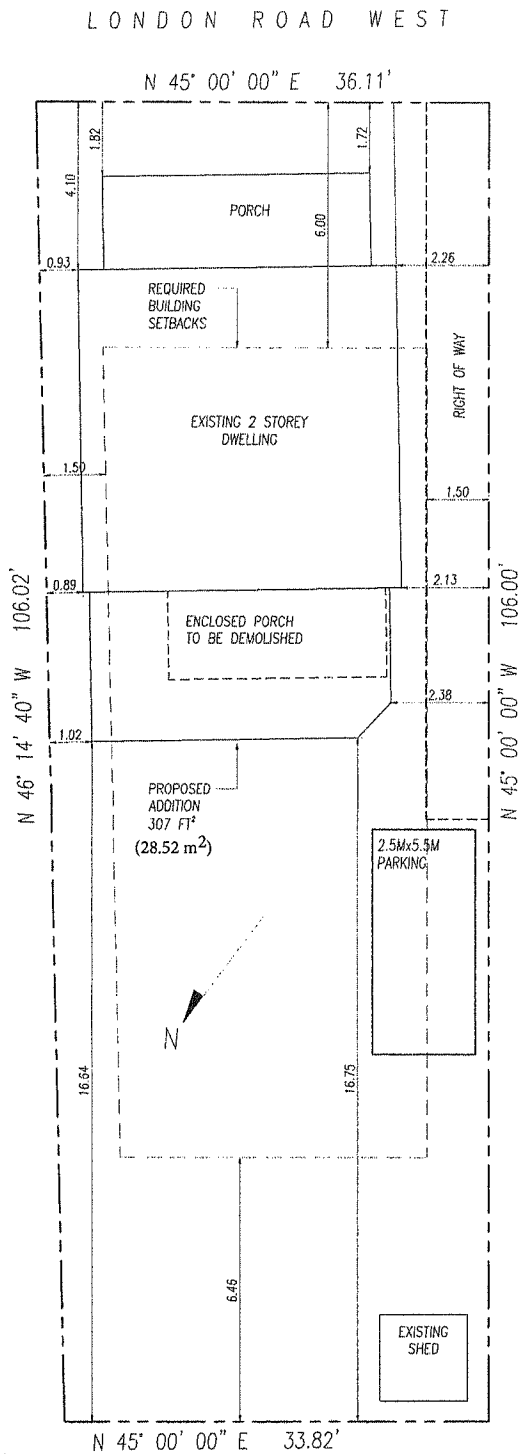 LONDON ROAD WEST
N 45° 00' 00" E 36.11'
1.82
1.72
4.10
6.00
PORCH
0.93
2.26
REQUIRED
BUILDING
SETBACKS
RIGHT OF WAY
EXISTING 2 STOREY
DWELLING
1.50
1.50
0.89
2.13
N 46° 14' 40" W 106.02'
N 45° 00' 00" W 106.00'
ENCLOSED PORCH
TO BE DEMOLISHED
2.38
1.02
PROPOSED
ADDITION
307 FT²
(28.52 m²)
2.5Mx5.5M
PARKING
N
16.64
16.75
6.46
EXISTING
SHED
N 45° 00' 00" E 33.82'